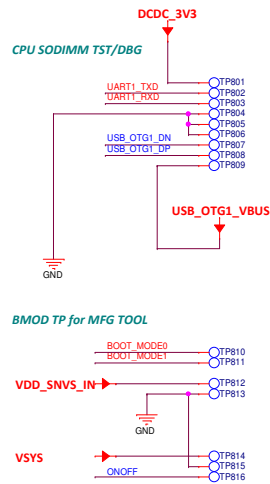 DCDC_3V3
CPU SODIMM TST/DBG
TP801
UART1_TXD TP802
UART1_RXD TP803
TP804
TP805
TP806
USB_OTG1_DN TP807
USB_OTG1_DP TP808
TP809
USB_OTG1_VBUS
GND
BMOD TP for MFG TOOL
BOOT_MODE0 TP810
BOOT_MODE1 TP811
VDD_SNVS_IN TP812
TP813
GND
VSYS TP814
TP815
ONOFF TP816